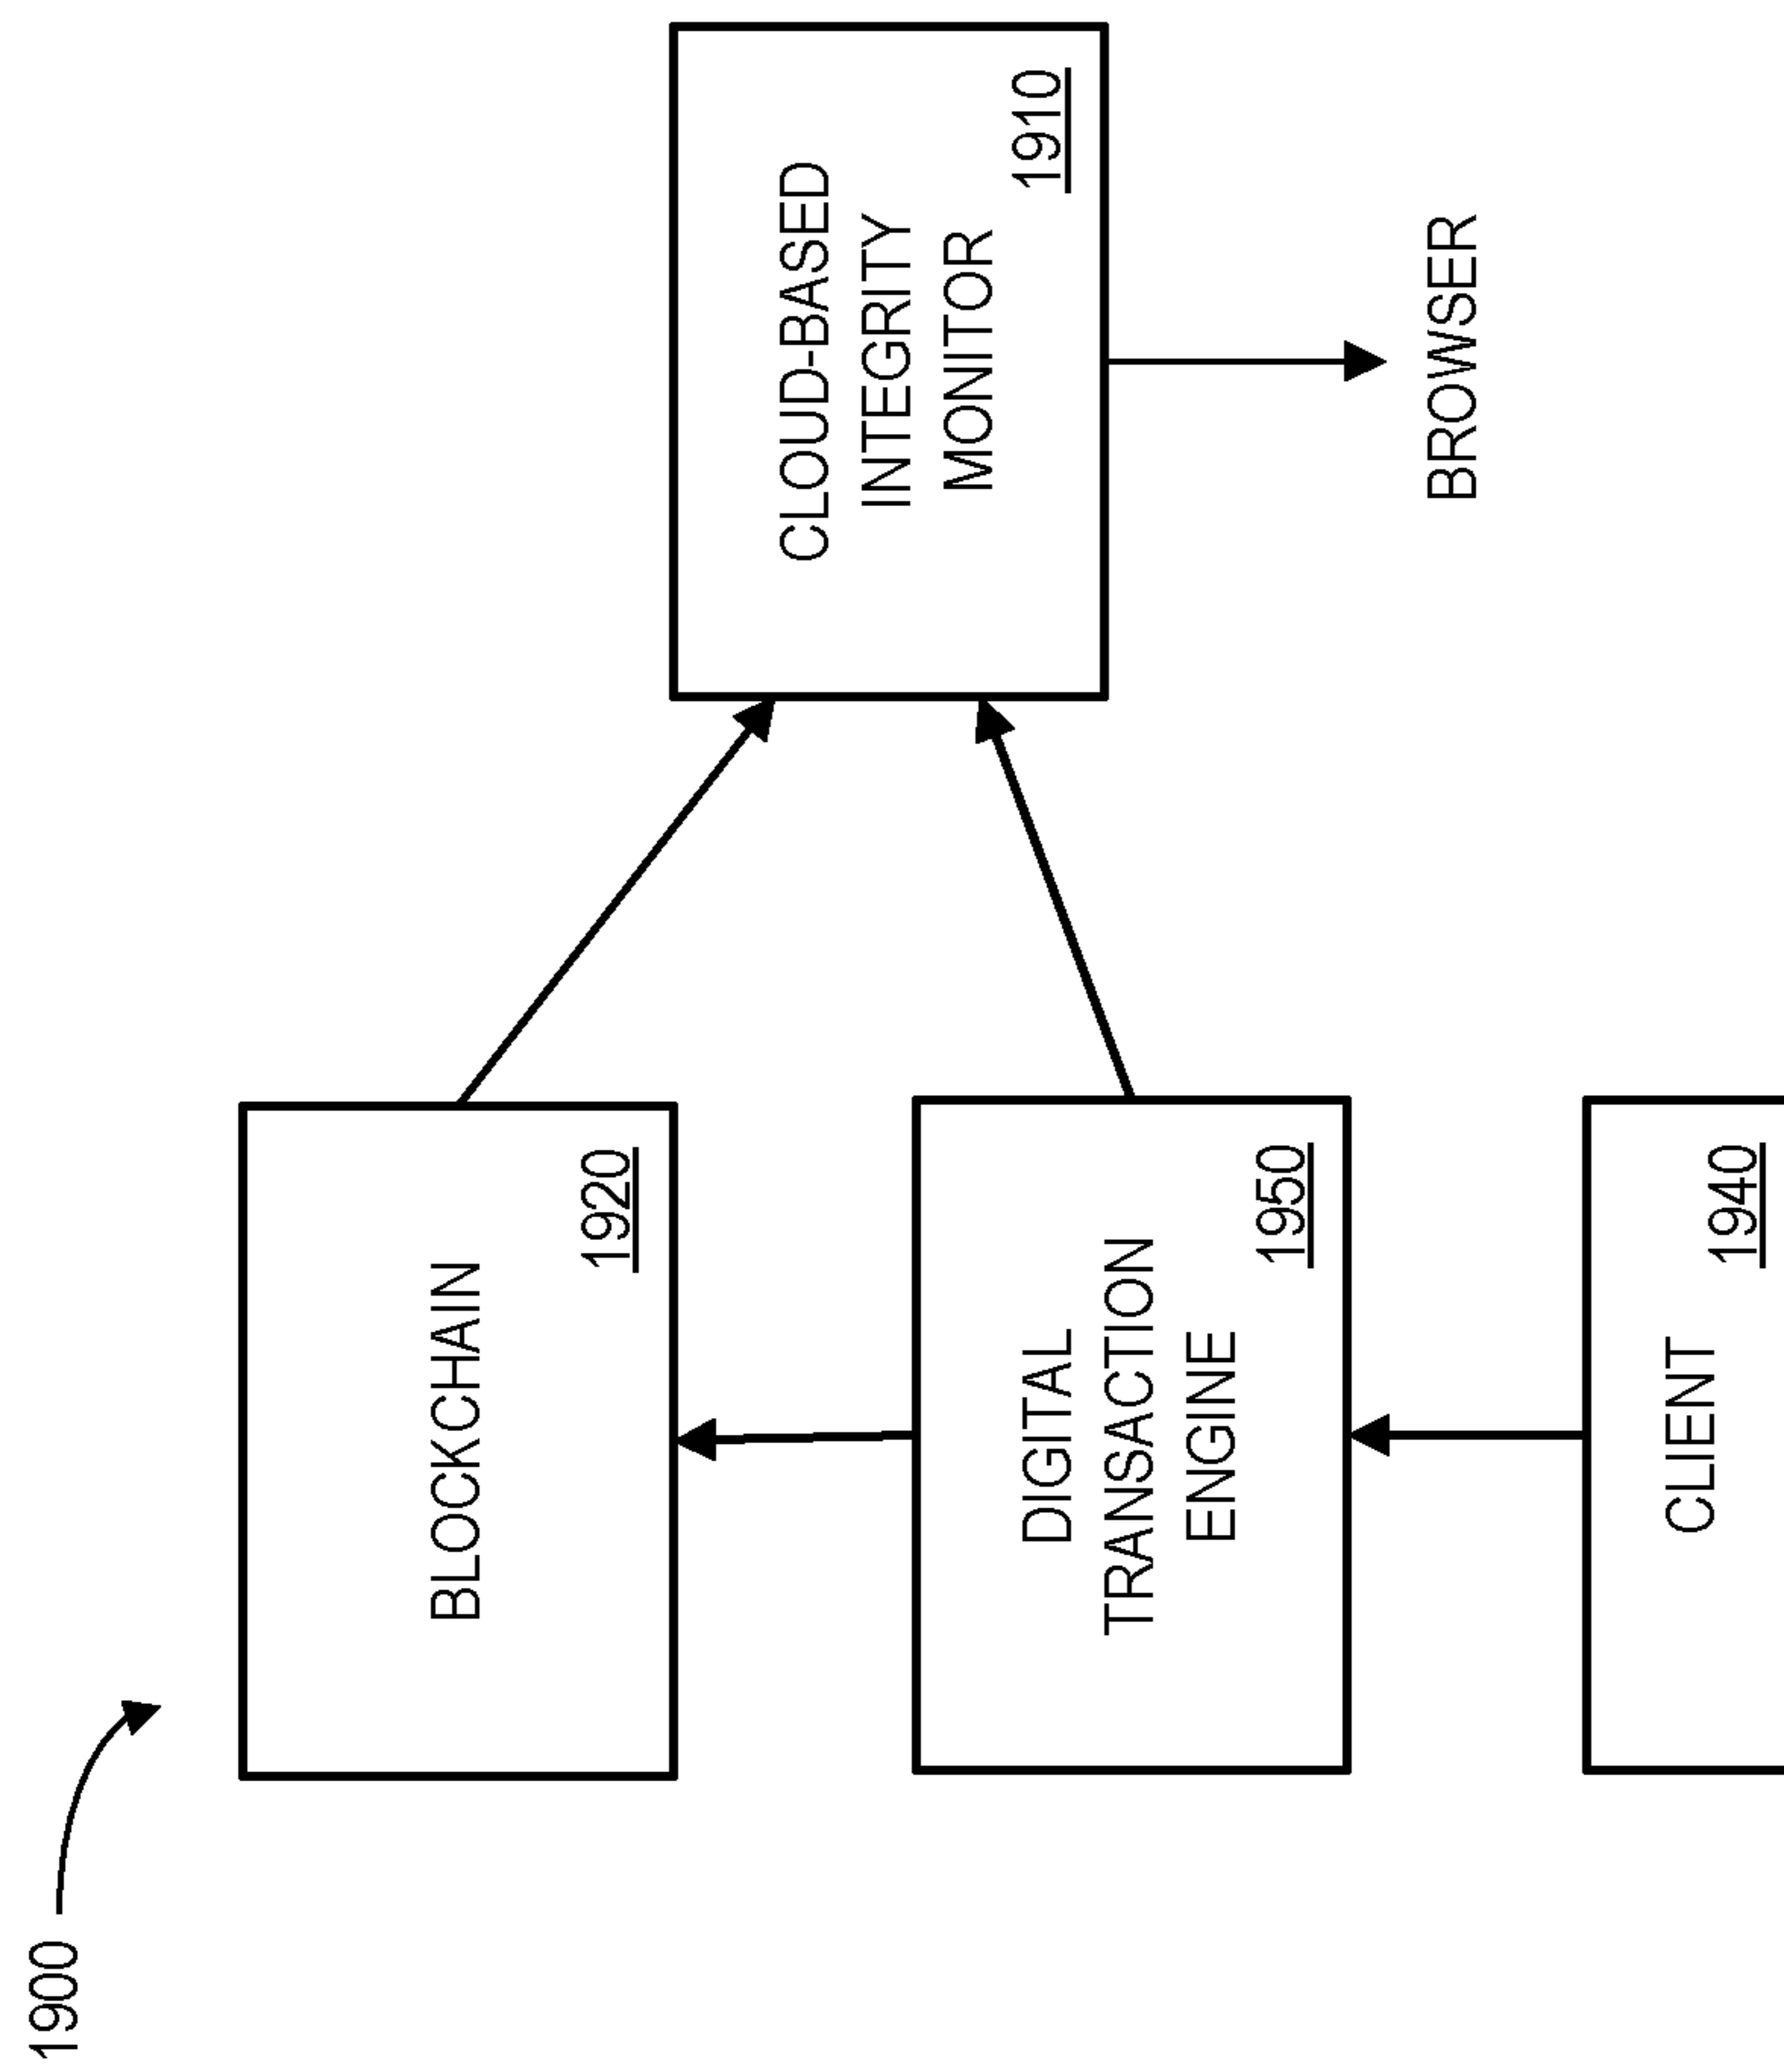 1900
BLOCKCHAIN
1920
DIGITAL
TRANSACTION
ENGINE
1950
CLIENT
1940
CLOUD-BASED
INTEGRITY
MONITOR
1910
BROWSER